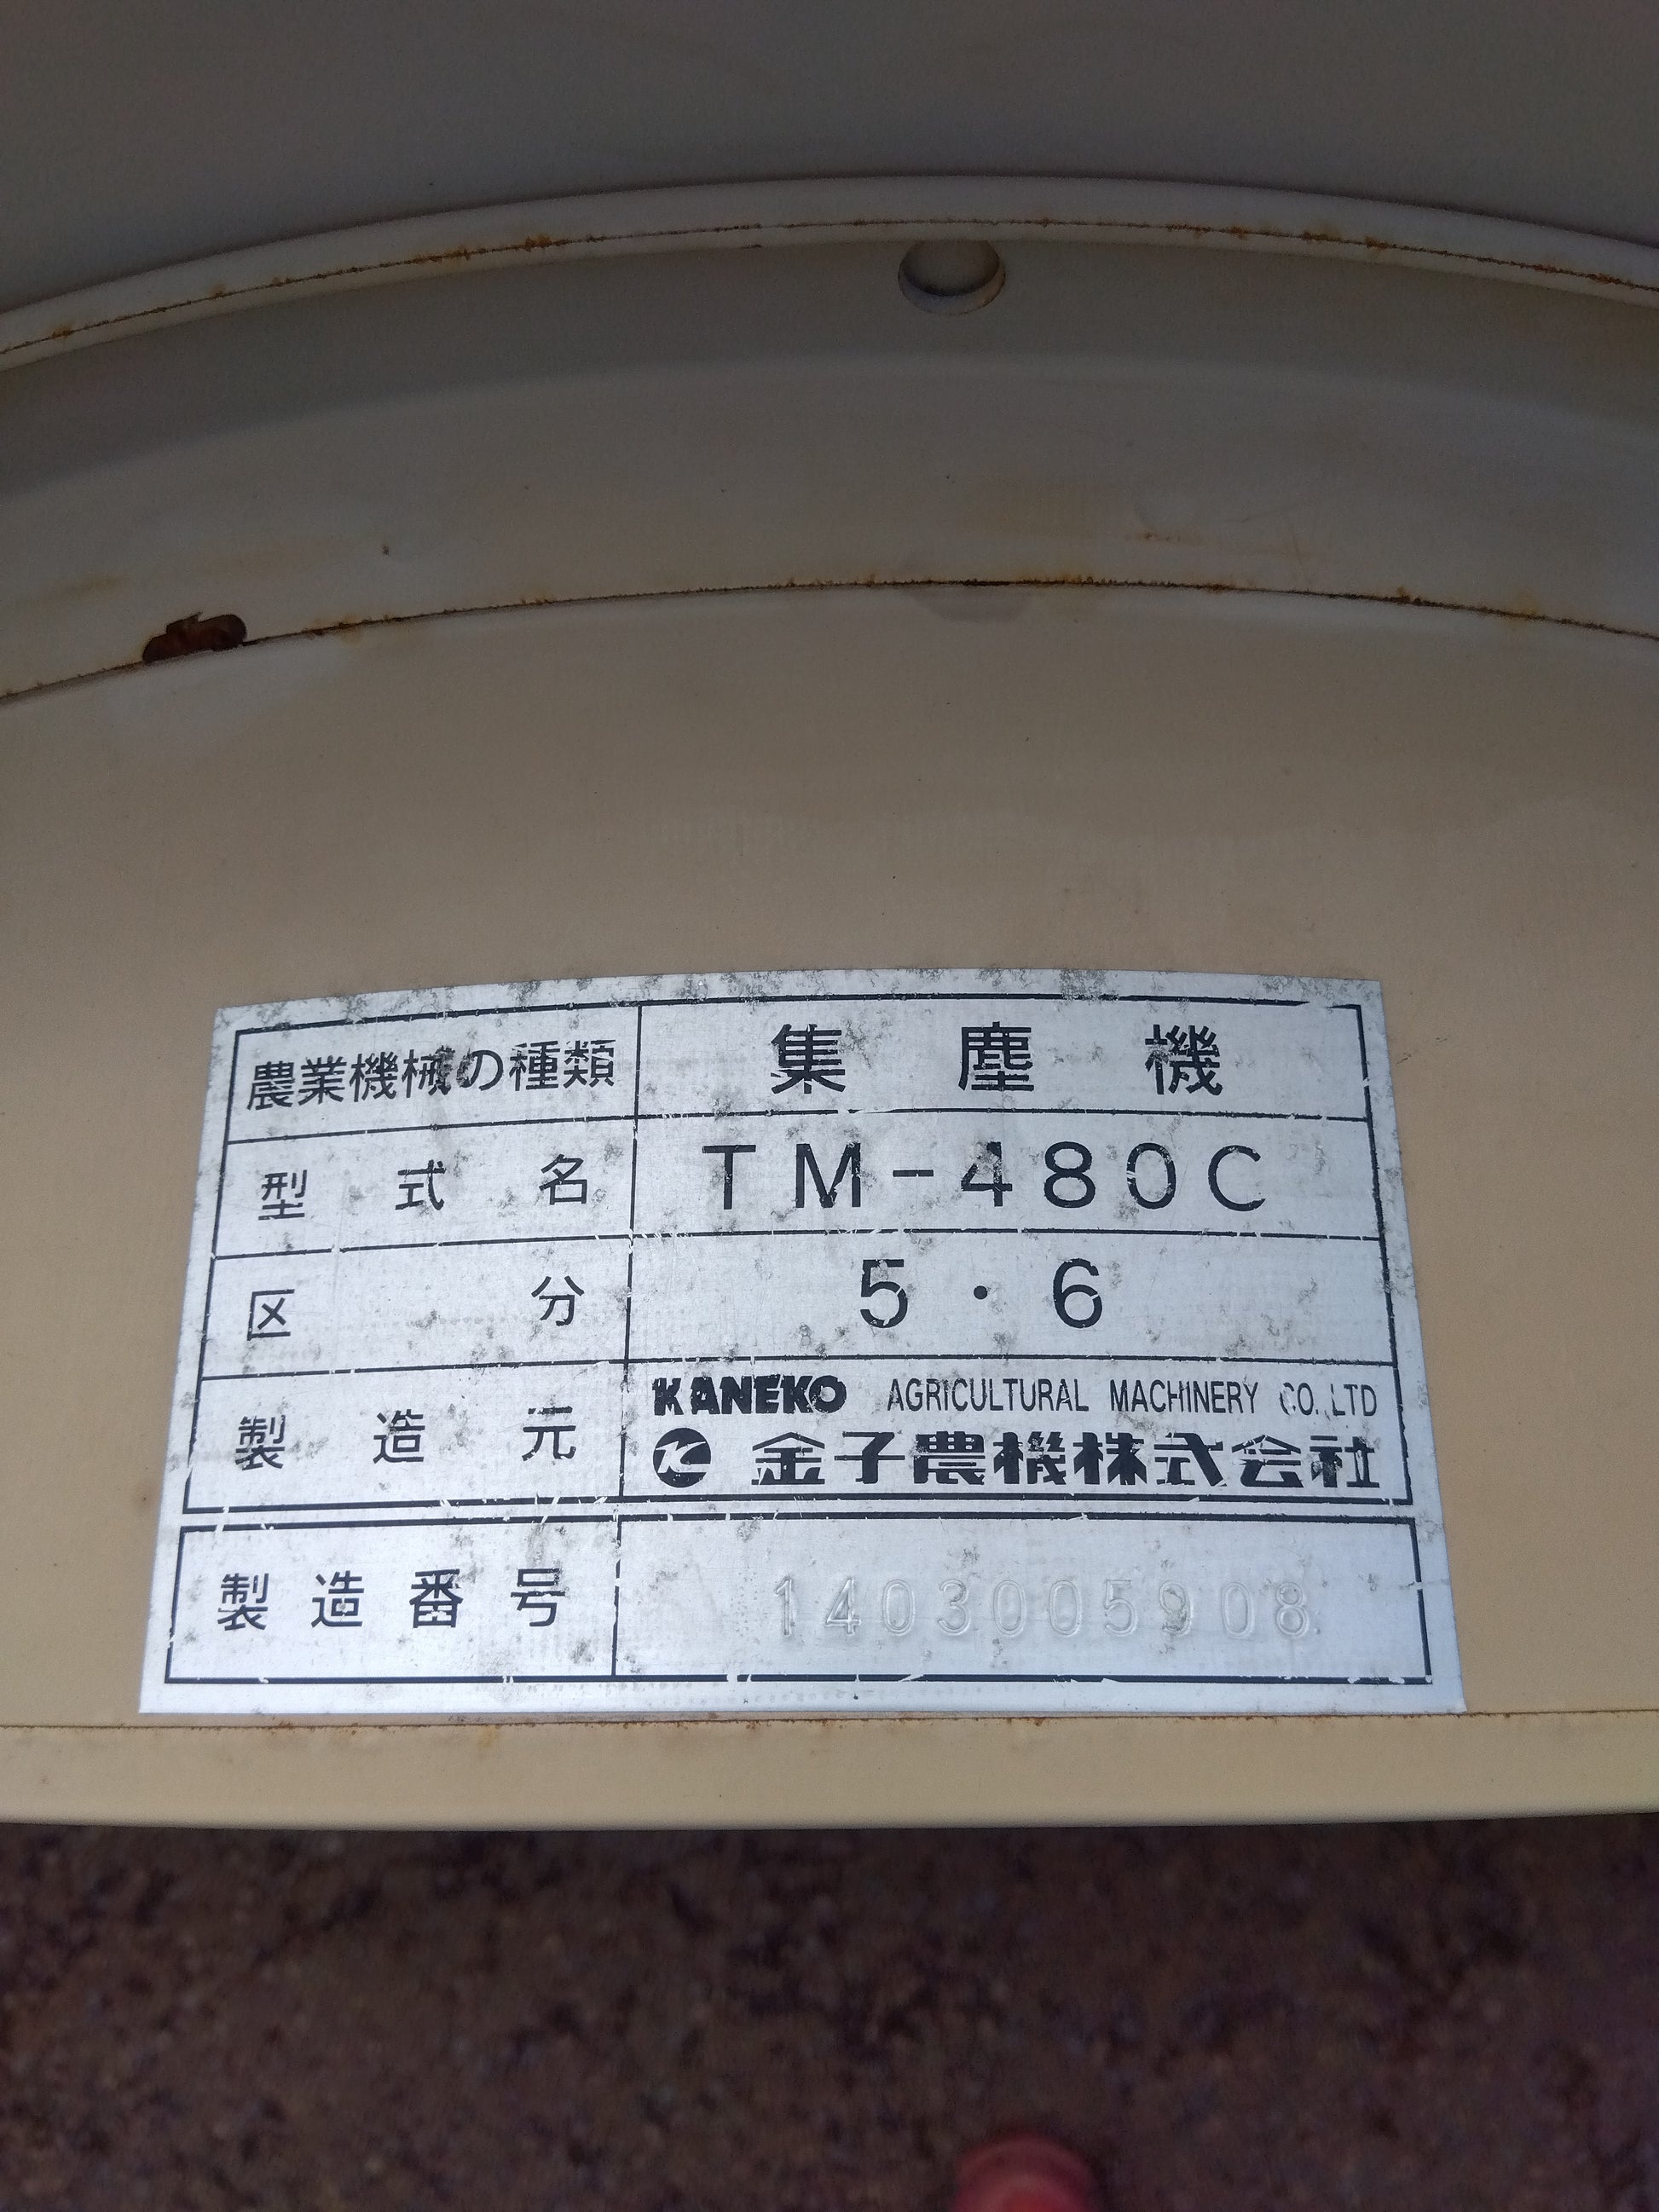 農業機械の種類 集塵機
型式名 TM-480C
区分 5・6
製造元 KANEKO AGRICULTURAL MACHINERY CO.,LTD
金子農機株式会社
製造番号 1403005908